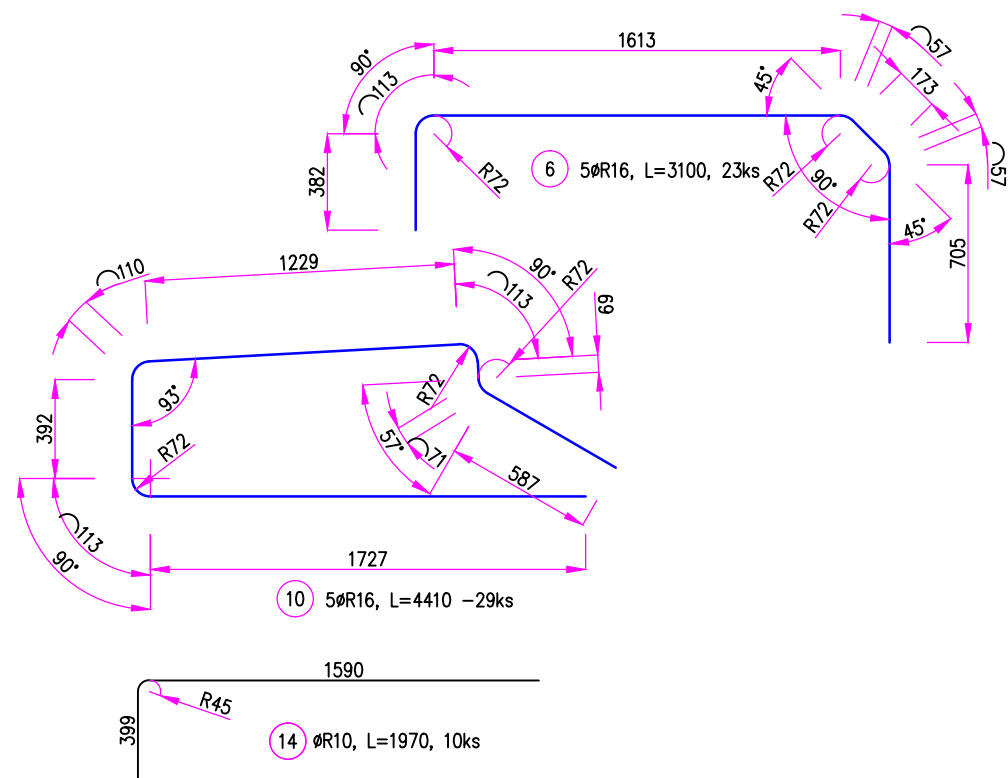 1613
90°
⌒113
382
R72
6
5øR16, L=3100, 23ks
45°
⌒57
173
⌒57
R72
90°
R72
45°
705
⌒110
1229
90°
R72
⌒113
69
93°
392
R72
R72
57°
⌒71
587
⌒113
90°
1727
10
5øR16, L=4410 -29ks
1590
R45
399
14
øR10, L=1970, 10ks